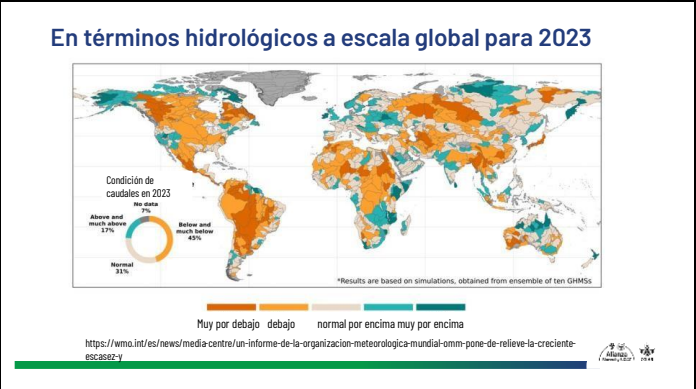 En términos hidrológicos a escala global para 2023
Condición de
caudales en 2023
No data
7%
Above and
much above
17%
Below and
much below
45%
Normal
31%
*Results are based on simulations, obtained from ensemble of ten GHMSs
Muy por debajo debajo normal por encima muy por encima
https://wmo.int/es/news/media-centre/un-informe-de-la-organizacion-meteorologica-mundial-omm-pone-de-relieve-la-creciente-
escasez-y
Alianza